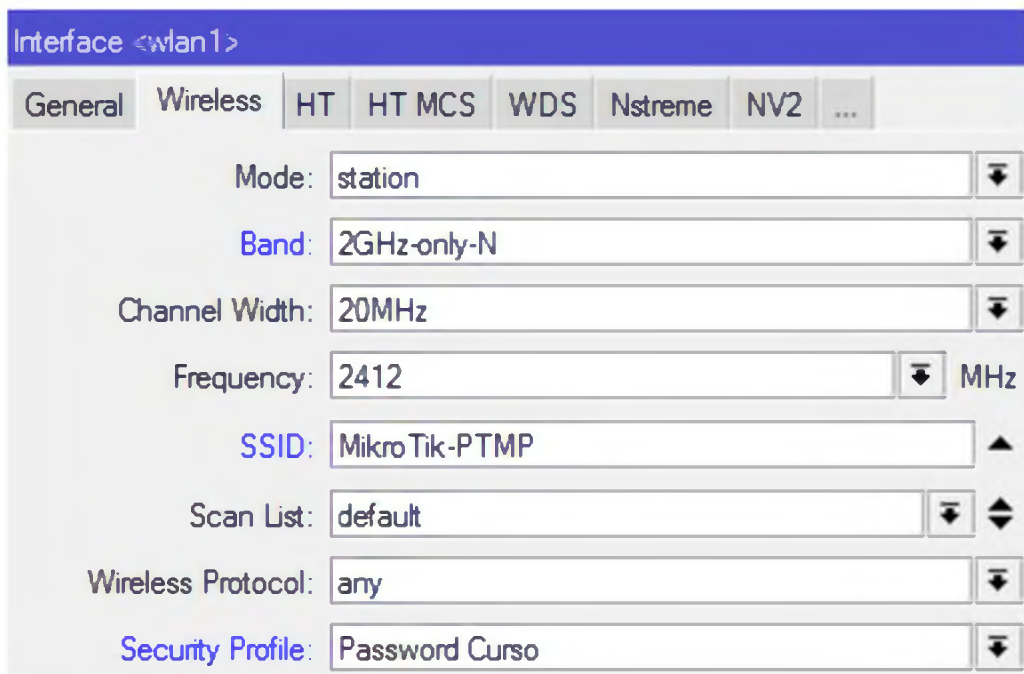 Interface <wlan1>
General Wireless HT HT MCS WDS Nstreme NV2 ...
Mode: station
Band: 2GHz-only-N
Channel Width: 20MHz
Frequency: 2412 MHz
SSID: MikroTik-PTMP
Scan List: default
Wireless Protocol: any
Security Profile: Password Curso